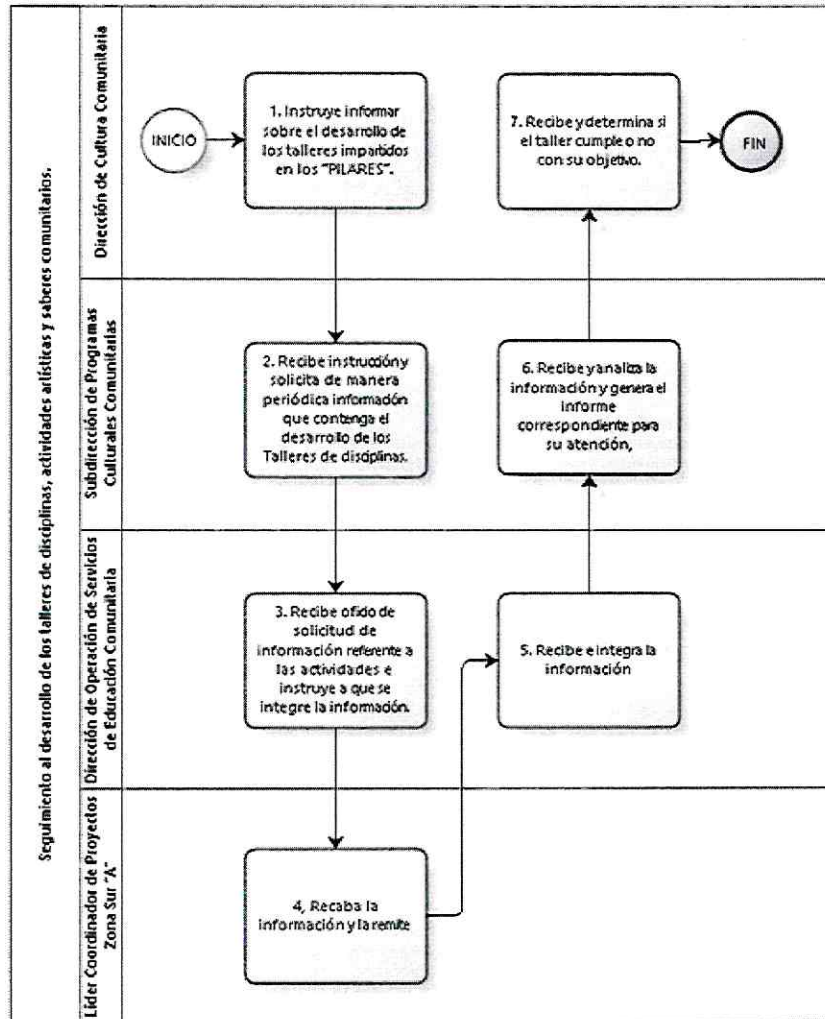 Seguimiento al desarrollo de los talleres de disciplinas, actividades artísticas y saberes comunitarios.
Dirección de Cultura Comunitaria
INICIO
1. Instruye informar
sobre el desarrollo de
los talleres impartidos
en los "PILARES".
7. Recibe y determina si
el taller cumple o no
con su objetivo.
FIN
Subdirección de Programas
Culturales Comunitarias
2. Recibe instrucción y
solicita de manera
periódica información
que contenga el
desarrollo de los
Talleres de disciplinas.
6. Recibe y analiza la
información y genera el
informe
correspondiente para
su atención,
Dirección de Operación de Servicios
de Educación Comunitaria
3. Recibe oficio de
solicitud de
información referente a
las actividades e
instruye a que se
integre la información.
5. Recibe e integra la
información
Líder Coordinador de Proyectos
Zona Sur "A"
4, Recaba la
información y la remite